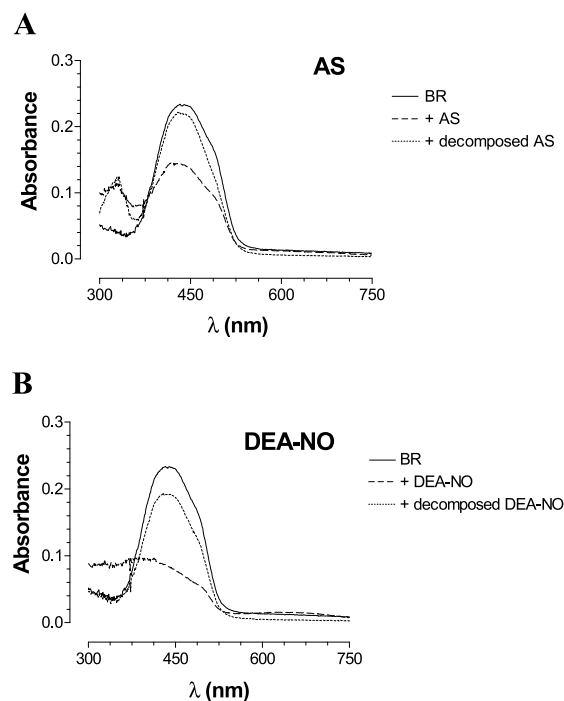 A
AS
0.3
0.2
0.1
0.0
Absorbance
300
450
600
750
λ (nm)
BR
+ AS
+ decomposed AS
B
DEA-NO
0.3
0.2
0.1
0.0
Absorbance
300
450
600
750
λ (nm)
BR
+ DEA-NO
+ decomposed DEA-NO